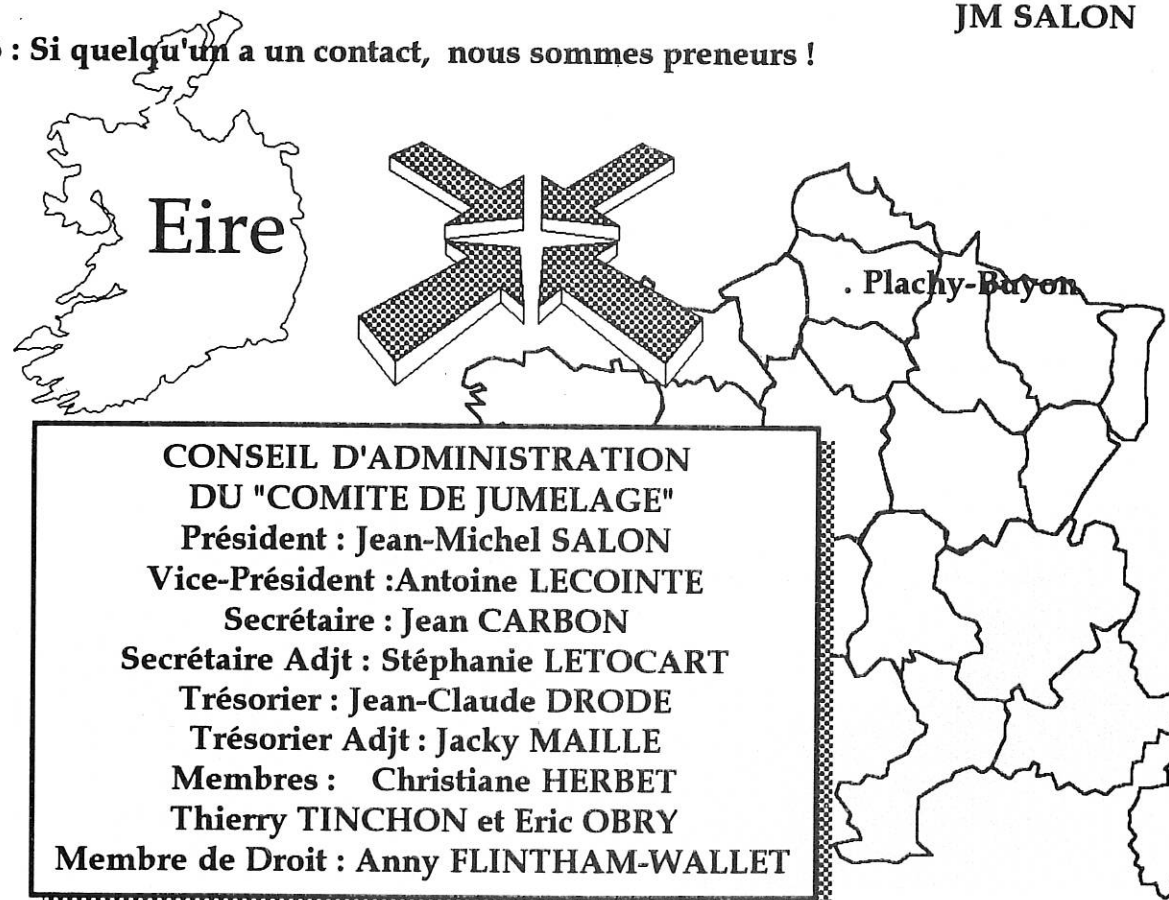 JM SALON
: Si quelqu'un a un contact, nous sommes preneurs !
Eire
. Plachy-Buyon
CONSEIL D'ADMINISTRATION
DU "COMITE DE JUMELAGE"
Président : Jean-Michel SALON
Vice-Président :Antoine LECOINTE
Secrétaire : Jean CARBON
Secrétaire Adjt : Stéphanie LETOCART
Trésorier : Jean-Claude DRODE
Trésorier Adjt : Jacky MAILLE
Membres : Christiane HERBET
Thierry TINCHON et Eric OBRY
Membre de Droit : Anny FLINTHAM-WALLET